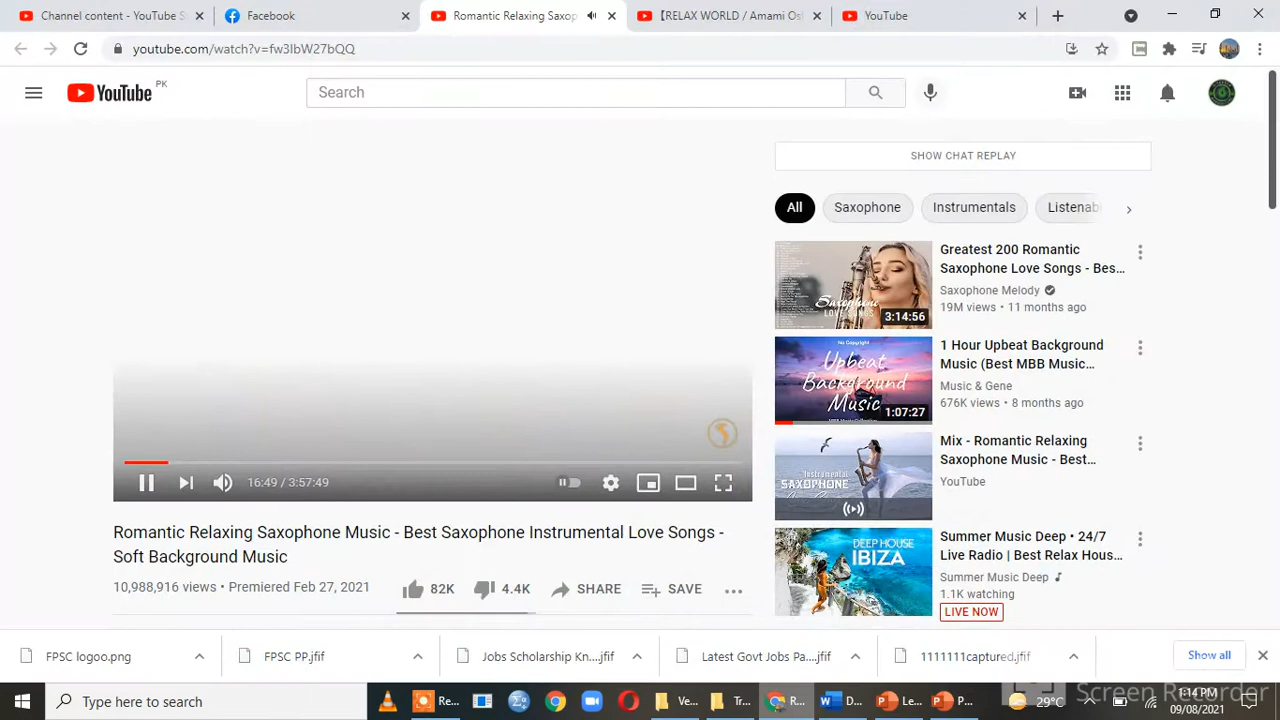 Channel content - YouTube S
Facebook
Romantic Relaxing Saxop
【RELAX WORLD / Amami Os
YouTube
youtube.com/watch?v=fw3IbW27bQQ
YouTube PK
Search
SHOW CHAT REPLAY
All
Saxophone
Instrumentals
Listenab
Greatest 200 Romantic
Saxophone Love Songs - Bes...
Saxophone Melody
19M views • 11 months ago
Saxophone
LOVE SONGS
3:14:56
1 Hour Upbeat Background
Music (Best MBB Music...
Music & Gene
676K views • 8 months ago
No Copyright
Upbeat
Background
Music
1:07:27
Mix - Romantic Relaxing
Saxophone Music - Best...
YouTube
Instrumental
SAXOPHONE
Summer Music Deep • 24/7
Live Radio | Best Relax Hous...
Summer Music Deep
1.1K watching
LIVE NOW
DEEP HOUSE
IBIZA
16:49 / 3:57:49
Romantic Relaxing Saxophone Music - Best Saxophone Instrumental Love Songs -
Soft Background Music
10,988,916 views • Premiered Feb 27, 2021
82K
4.4K
SHARE
SAVE
FPSC logoo.png
FPSC PP.jfif
Jobs Scholarship Kn....jfif
Latest Govt Jobs Pa....jfif
1111111captured.jfif
Show all
Type here to search
Re...
Ve...
Tr...
R...
D...
Le...
P...
29°C
1:14 PM
09/08/2021
Screen Recorder